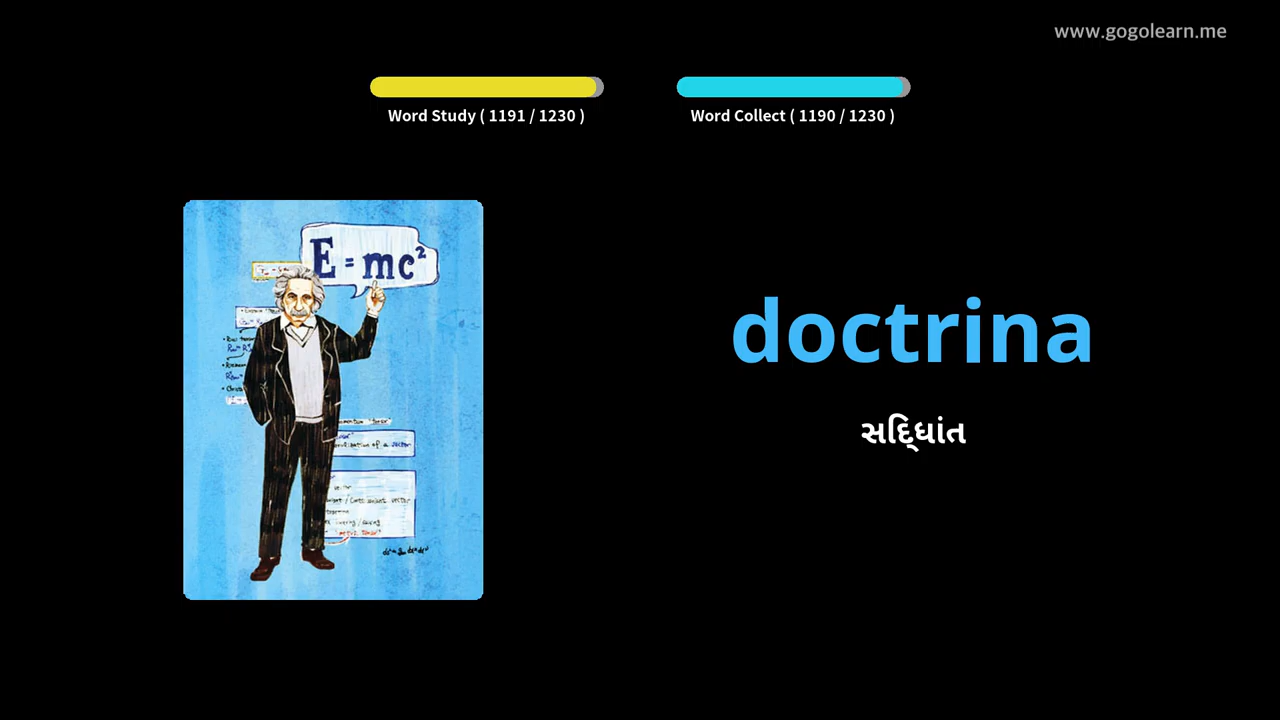 www.gogolearn.me
Word Study ( 1191 / 1230 )
Word Collect ( 1190 / 1230 )
E = mc²
doctrina
સદ્ધિાંત